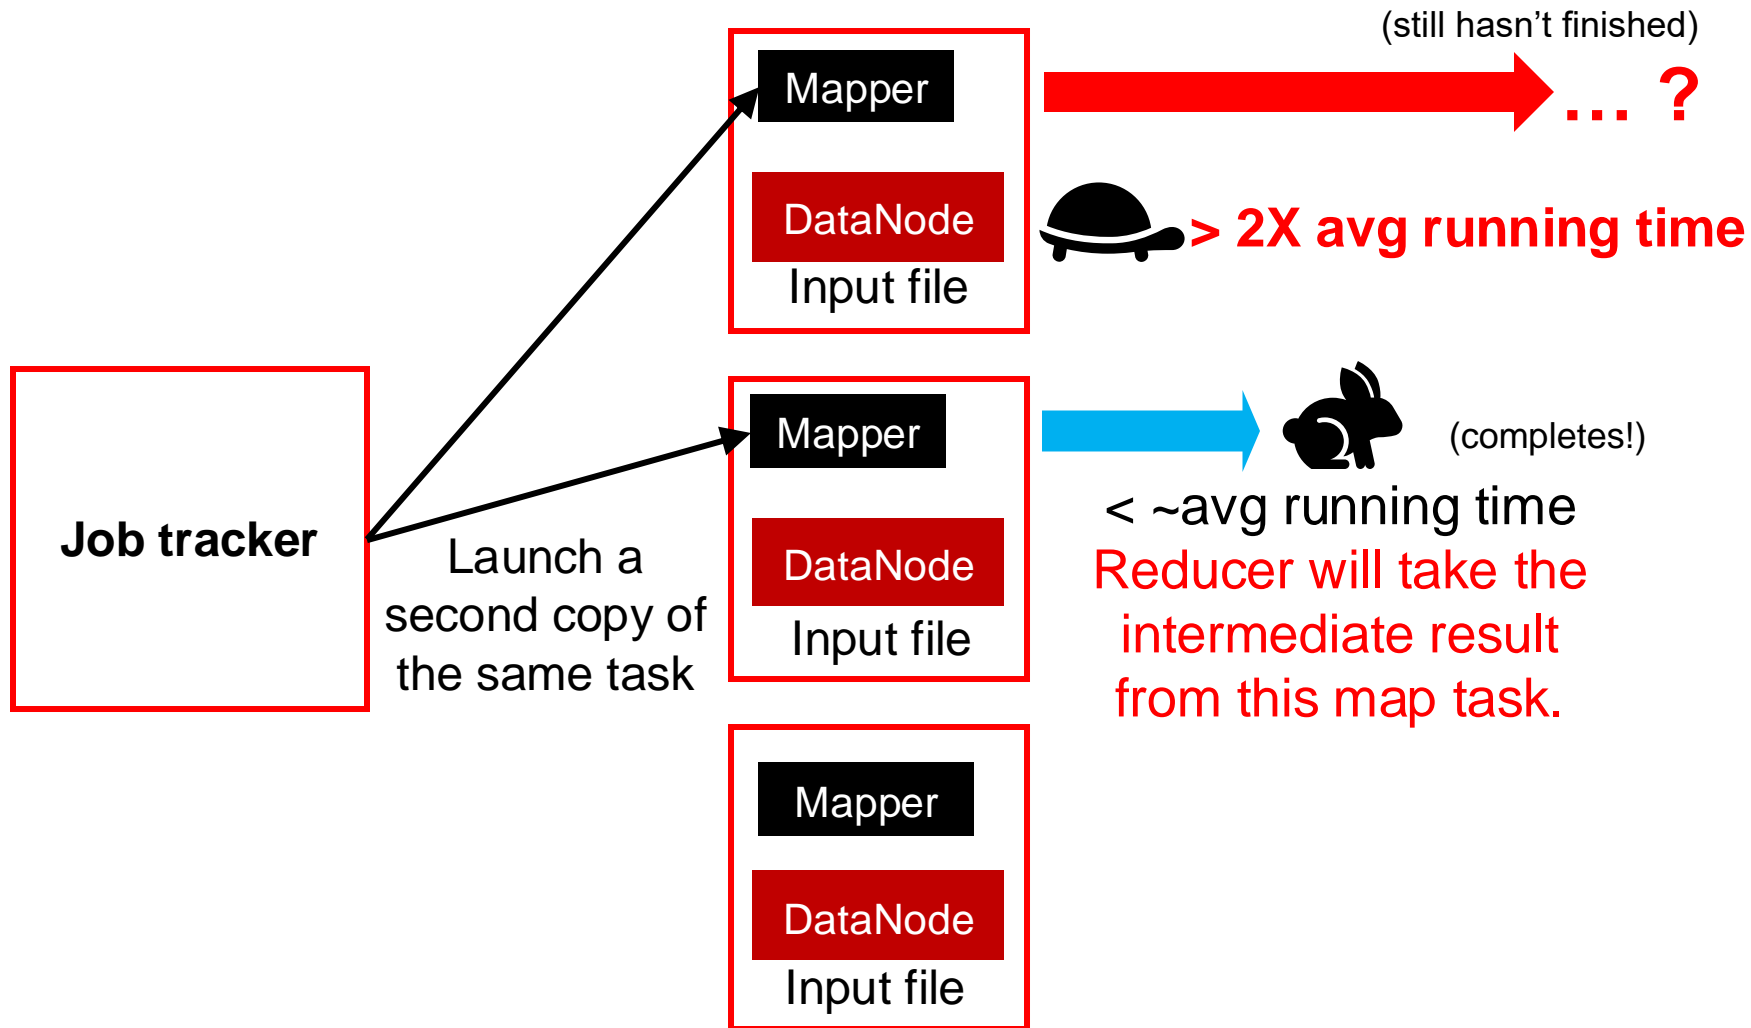 (still hasn’t finished)
Mapper
… ?
DataNode
> 2X avg running time
Input file
Job tracker
Launch a
second copy of
the same task
Mapper
(completes!)
< ~avg running time
DataNode
Reducer will take the
Input file
intermediate result
from this map task.
Mapper
DataNode
Input file